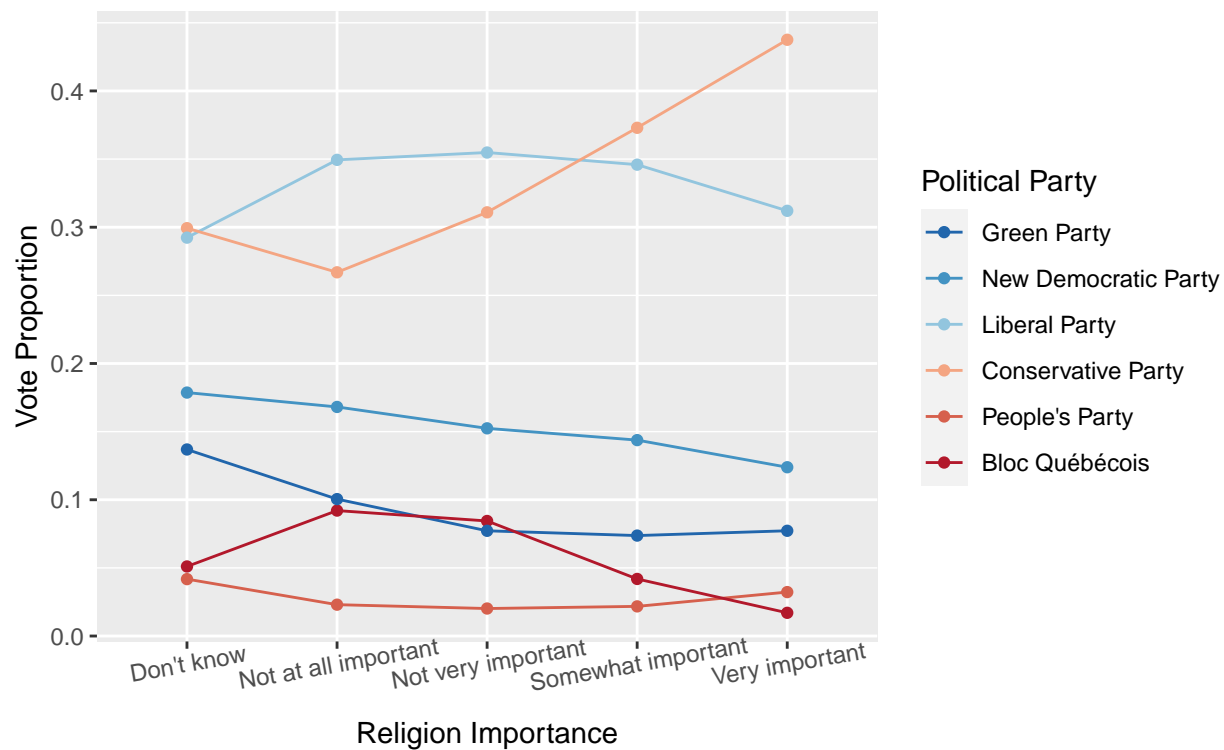 0.4
0.3
0.2
0.1
0.0
Vote Proportion
Don't know
Not at all important
Not very important
Somewhat important
Very important
Religion Importance
Political Party
Green Party
New Democratic Party
Liberal Party
Conservative Party
People's Party
Bloc Québécois